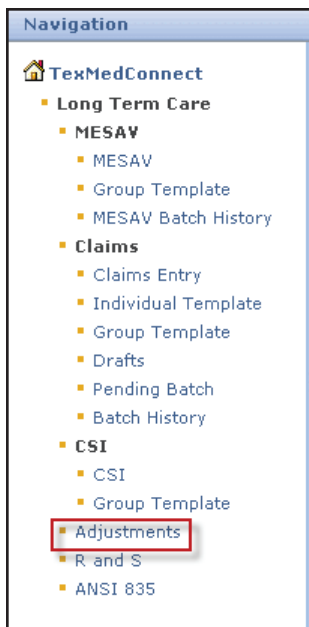 Navigation
TexMedConnect
Long Term Care
MESAV
MESAV
Group Template
MESAV Batch History
Claims
Claims Entry
Individual Template
Group Template
Drafts
Pending Batch
Batch History
CSI
CSI
Group Template
Adjustments
R and S
ANSI 835